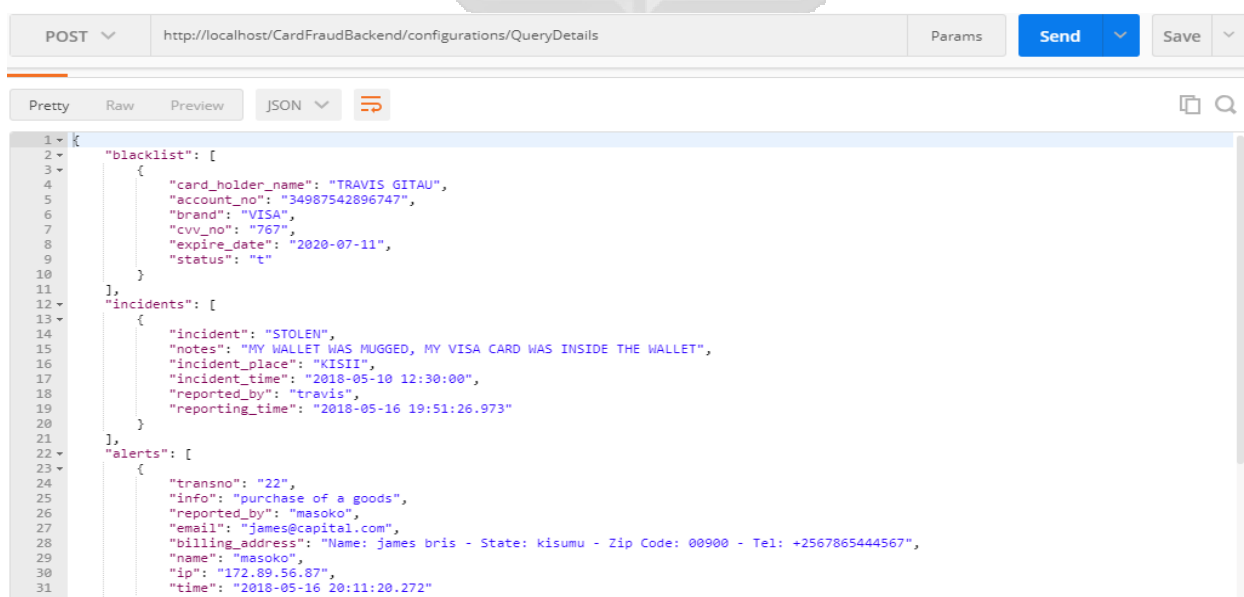 POST http://localhost/CardFraudBackend/configurations/QueryDetails Params Send Save
Pretty Raw Preview JSON
1 {
2 "blacklist": [
3 {
4 "card_holder_name": "TRAVIS GITAU",
5 "account_no": "34987542896747",
6 "brand": "VISA",
7 "cvv_no": "767",
8 "expire_date": "2020-07-11",
9 "status": "t"
10 }
11 ],
12 "incidents": [
13 {
14 "incident": "STOLEN",
15 "notes": "MY WALLET WAS MUGGED, MY VISA CARD WAS INSIDE THE WALLET",
16 "incident_place": "KISII",
17 "incident_time": "2018-05-10 12:30:00",
18 "reported_by": "travis",
19 "reporting_time": "2018-05-16 19:51:26.973"
20 }
21 ],
22 "alerts": [
23 {
24 "transno": "22",
25 "info": "purchase of a goods",
26 "reported_by": "masoko",
27 "email": "james@capital.com",
28 "billing_address": "Name: james bris - State: kisumu - Zip Code: 00900 - Tel: +2567865444567",
29 "name": "masoko",
30 "ip": "172.89.56.87",
31 "time": "2018-05-16 20:11:20.272"